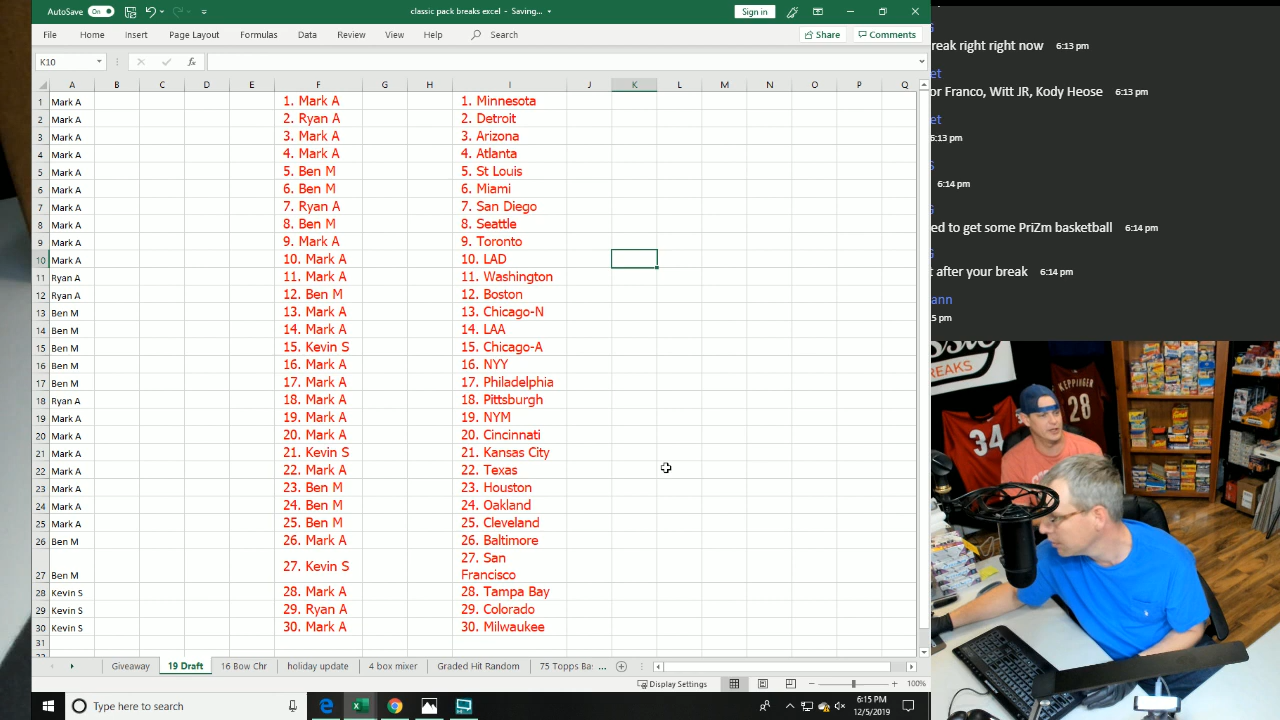 AutoSave On classic pack breaks excel - Saving... Sign in
File Home Insert Page Layout Formulas Data Review View Help Search Share Comments
K10 fx
A B C D E F G H I J K L M N O P Q
1 Mark A 1. Mark A 1. Minnesota
2 Mark A 2. Ryan A 2. Detroit
3 Mark A 3. Mark A 3. Arizona
4 Mark A 4. Mark A 4. Atlanta
5 Mark A 5. Ben M 5. St Louis
6 Mark A 6. Ben M 6. Miami
7 Mark A 7. Ryan A 7. San Diego
8 Mark A 8. Ben M 8. Seattle
9 Mark A 9. Mark A 9. Toronto
10 Mark A 10. Mark A 10. LAD
11 Ryan A 11. Mark A 11. Washington
12 Ryan A 12. Ben M 12. Boston
13 Ben M 13. Mark A 13. Chicago-N
14 Ben M 14. Mark A 14. LAA
15 Ben M 15. Kevin S 15. Chicago-A
16 Ben M 16. Mark A 16. NYY
17 Ben M 17. Mark A 17. Philadelphia
18 Ryan A 18. Mark A 18. Pittsburgh
19 Mark A 19. Mark A 19. NYM
20 Mark A 20. Mark A 20. Cincinnati
21 Mark A 21. Kevin S 21. Kansas City
22 Mark A 22. Mark A 22. Texas
23 Mark A 23. Ben M 23. Houston
24 Mark A 24. Ben M 24. Oakland
25 Mark A 25. Ben M 25. Cleveland
26 Ben M 26. Mark A 26. Baltimore
27 Ben M 27. Kevin S 27. San
Francisco
28 Kevin S 28. Mark A 28. Tampa Bay
29 Kevin S 29. Ryan A 29. Colorado
30 Kevin S 30. Mark A 30. Milwaukee
31
Giveaway 19 Draft 16 Bow Chr holiday update 4 box mixer Graded Hit Random 75 Topps Ba: ...
Display Settings 100%
Type here to search
6:15 PM
12/5/2019
reak right right now 6:13 pm
et
or Franco, Witt JR, Kody Heose 6:13 pm
et
6:13 pm
S
6:14 pm
G
ed to get some PriZm basketball 6:14 pm
G
t after your break 6:14 pm
ann
5 pm
BREAKS
KEPPINGER
28
34